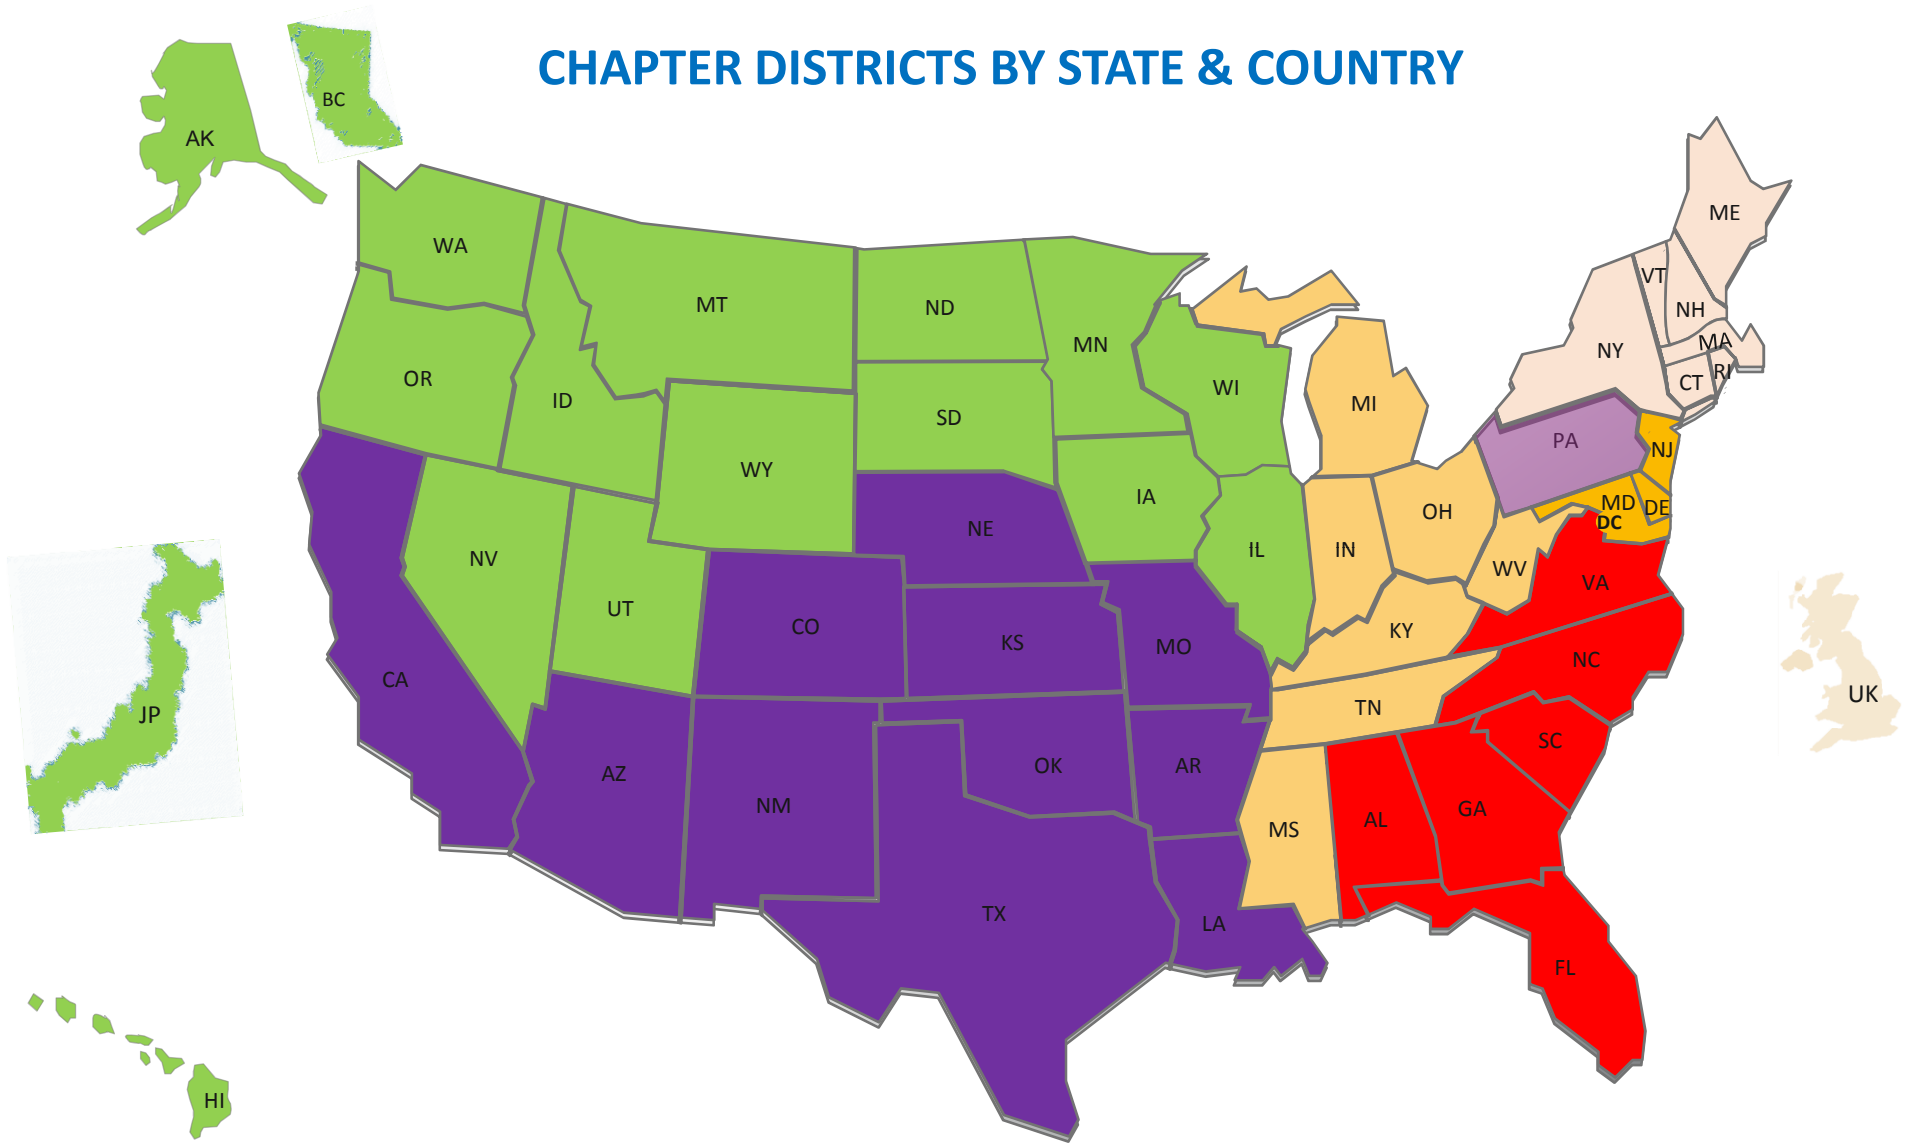 CHAPTER DISTRICTS BY STATE & COUNTRY
BC
AK
ME
WA
VT
MT
ND
NH
MN
MA
NY
RI
OR
CT
WI
ID
MI
SD
PA
NJ
WY
IA
MD
DE
OH
DC
NE
IL
IN
NV
WV
VA
UT
CO
KY
KS
MO
NC
CA
UK
TN
JP
SC
OK
AR
AZ
NM
GA
AL
MS
TX
LA
FL
HI